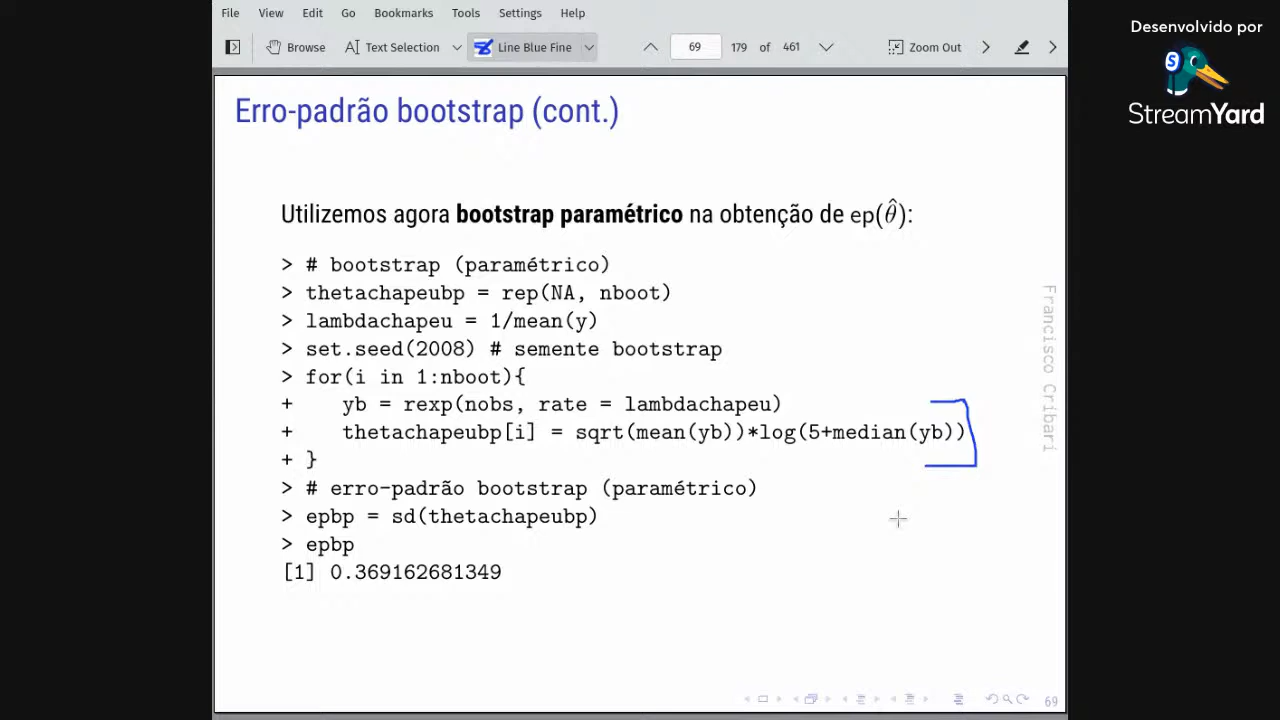 File View Edit Go Bookmarks Tools Settings Help
Browse Text Selection Line Blue Fine 69 179 of 461 Zoom Out
Desenvolvido por
S
StreamYard
Erro-padrão bootstrap (cont.)
Utilizemos agora bootstrap paramétrico na obtenção de ep(θ̂):
> # bootstrap (paramétrico)
> thetachapeubp = rep(NA, nboot)
> lambdachapeu = 1/mean(y)
> set.seed(2008) # semente bootstrap
> for(i in 1:nboot){
+ yb = rexp(nobs, rate = lambdachapeu)
+ thetachapeubp[i] = sqrt(mean(yb))*log(5+median(yb))
+ }
> # erro-padrão bootstrap (paramétrico)
> epbp = sd(thetachapeubp)
> epbp
[1] 0.369162681349
Francisco Cribari
69